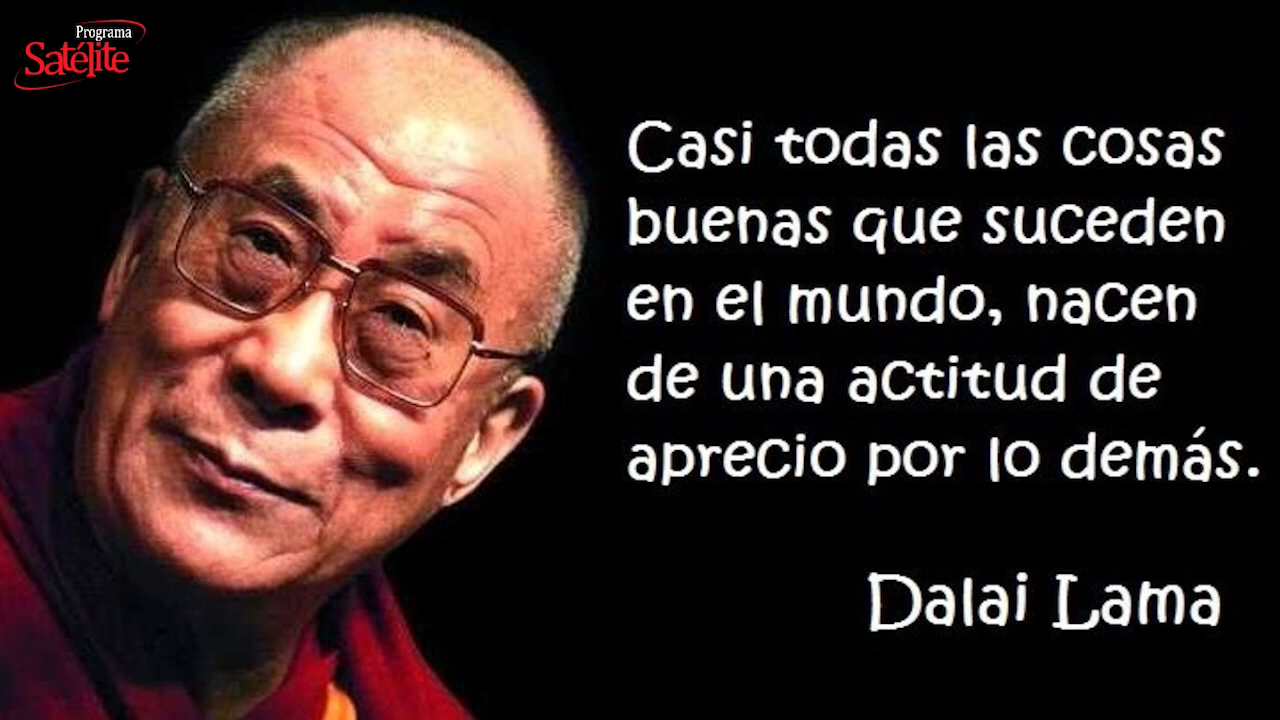 Programa
Satélite
Casi todas las cosas
buenas que suceden
en el mundo, nacen
de una actitud de
aprecio por lo demás.
Dalai Lama